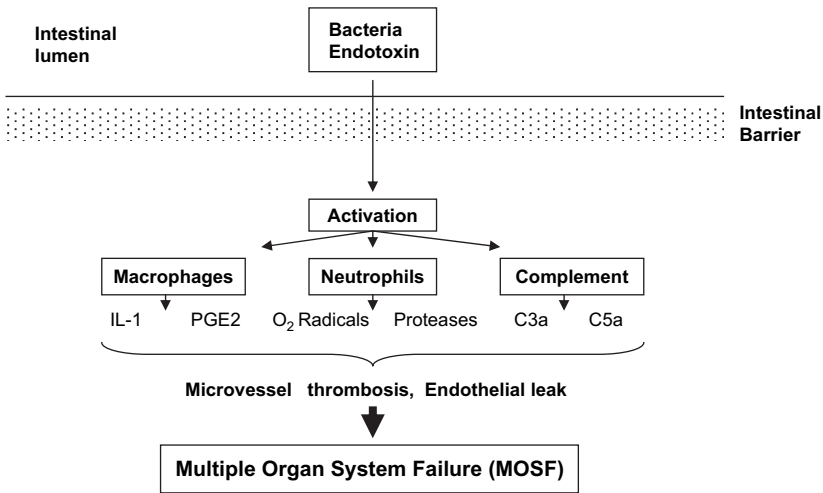 Intestinal
lumen
Bacteria
Endotoxin
Intestinal
Barrier
Activation
Macrophages
Neutrophils
Complement
IL-1 PGE2 O2 Radicals Proteases C3a C5a
Microvessel thrombosis, Endothelial leak
Multiple Organ System Failure (MOSF)